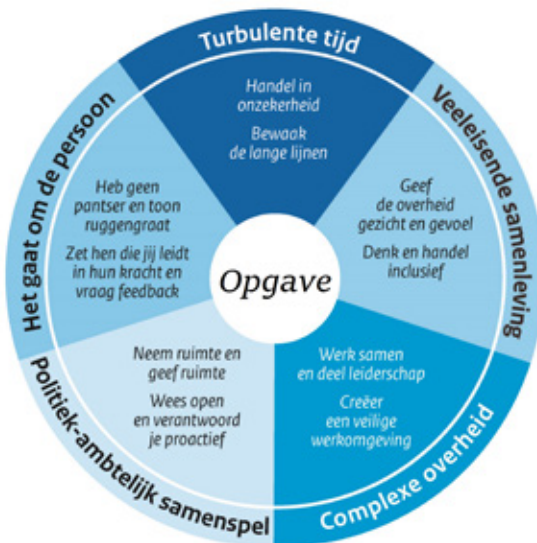 Turbulente tijd
Handel in
onzekerheid
Bewaak
de lange lijnen
Veeleisende samenleving
Geef
de overheid
gezicht en gevoel
Denk en handel
inclusief
Complexe overheid
Werk samen
en deel leiderschap
Creëer
een veilige
werkomgeving
Politiek-ambtelijk samenspel
Neem ruimte en
geef ruimte
Wees open
en verantwoord
je proactief
Het gaat om de persoon
Heb geen
pantser en toon
ruggengraat
Zet hen die jij leidt
in hun kracht en
vraag feedback
Opgave